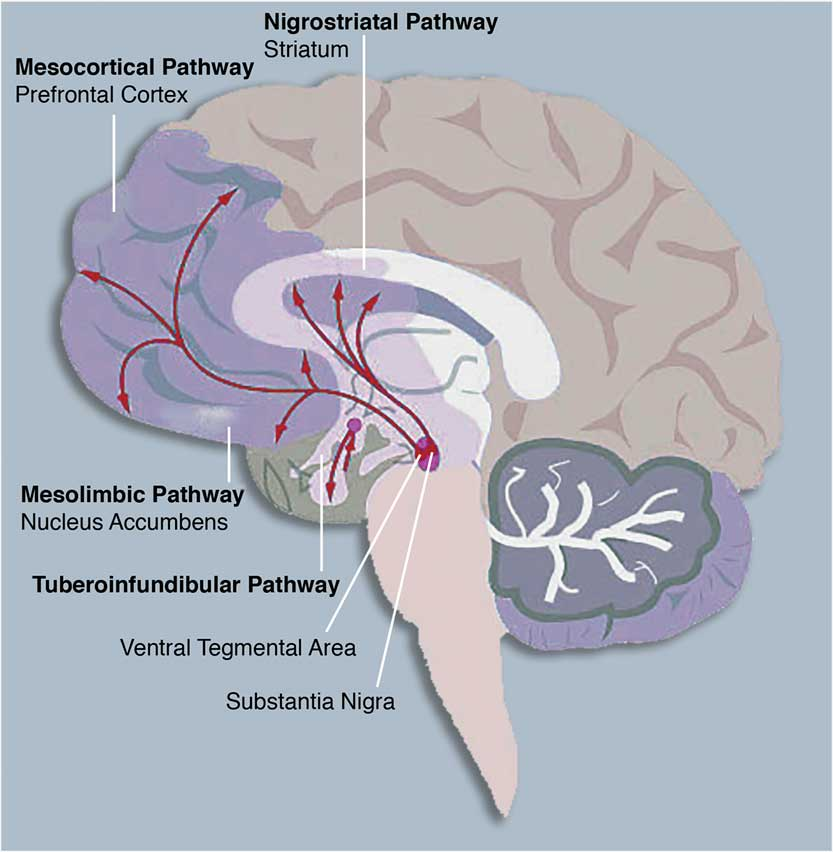 Nigrostriatal Pathway
Striatum
Mesocortical Pathway
Prefrontal Cortex
Mesolimbic Pathway
Nucleus Accumbens
Tuberoinfundibular Pathway
Ventral Tegmental Area
Substantia Nigra